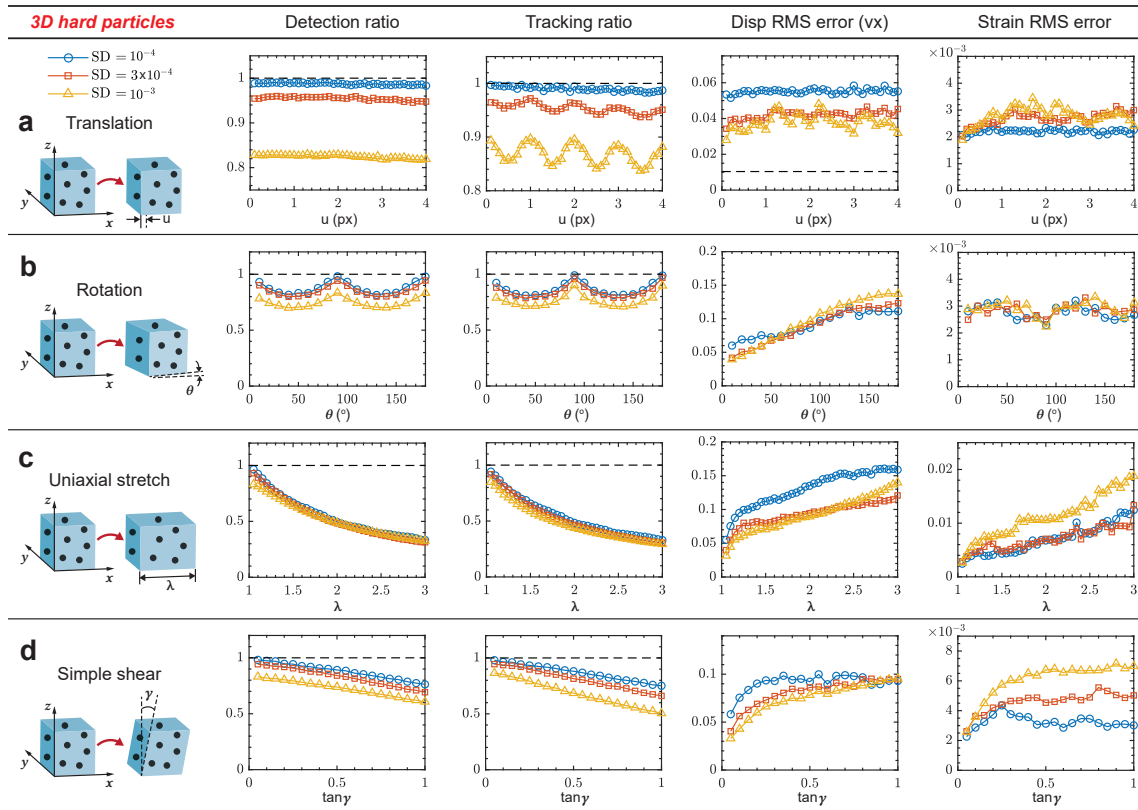 3D hard particles
Detection ratio
Tracking ratio
Disp RMS error (vx)
Strain RMS error
SD = 10⁻⁴
SD = 3×10⁻⁴
SD = 10⁻³
a
Translation
z
y
x
u
1
0.9
0.8
0 1 2 3 4
u (px)
1
0.9
0.8
0 1 2 3 4
u (px)
0.06
0.04
0.02
0
0 1 2 3 4
u (px)
×10⁻³
5
4
3
2
1
0
0 1 2 3 4
u (px)
b
Rotation
z
y
x
θ
1
0.5
1
0 50 100 150
θ (°)
1
0.5
1
0 50 100 150
θ (°)
0.2
0.15
0.1
0.05
0
0 50 100 150
θ (°)
×10⁻³
5
4
3
2
1
0
0 50 100 150
θ (°)
c
Uniaxial stretch
z
y
x
λ
1
0.5
0
1 1.5 2 2.5 3
λ
1
0.5
0
1 1.5 2 2.5 3
λ
0.2
0.15
0.1
0.05
0
1 1.5 2 2.5 3
λ
0.02
0.01
0
1 1.5 2 2.5 3
λ
d
Simple shear
γ
z
y
x
1
0.5
0
0 0.5 1
tanγ
1
0.5
0
0 0.5 1
tanγ
0.1
0.05
0
0 0.5 1
tanγ
×10⁻³
8
6
4
2
0
0 0.5 1
tanγ